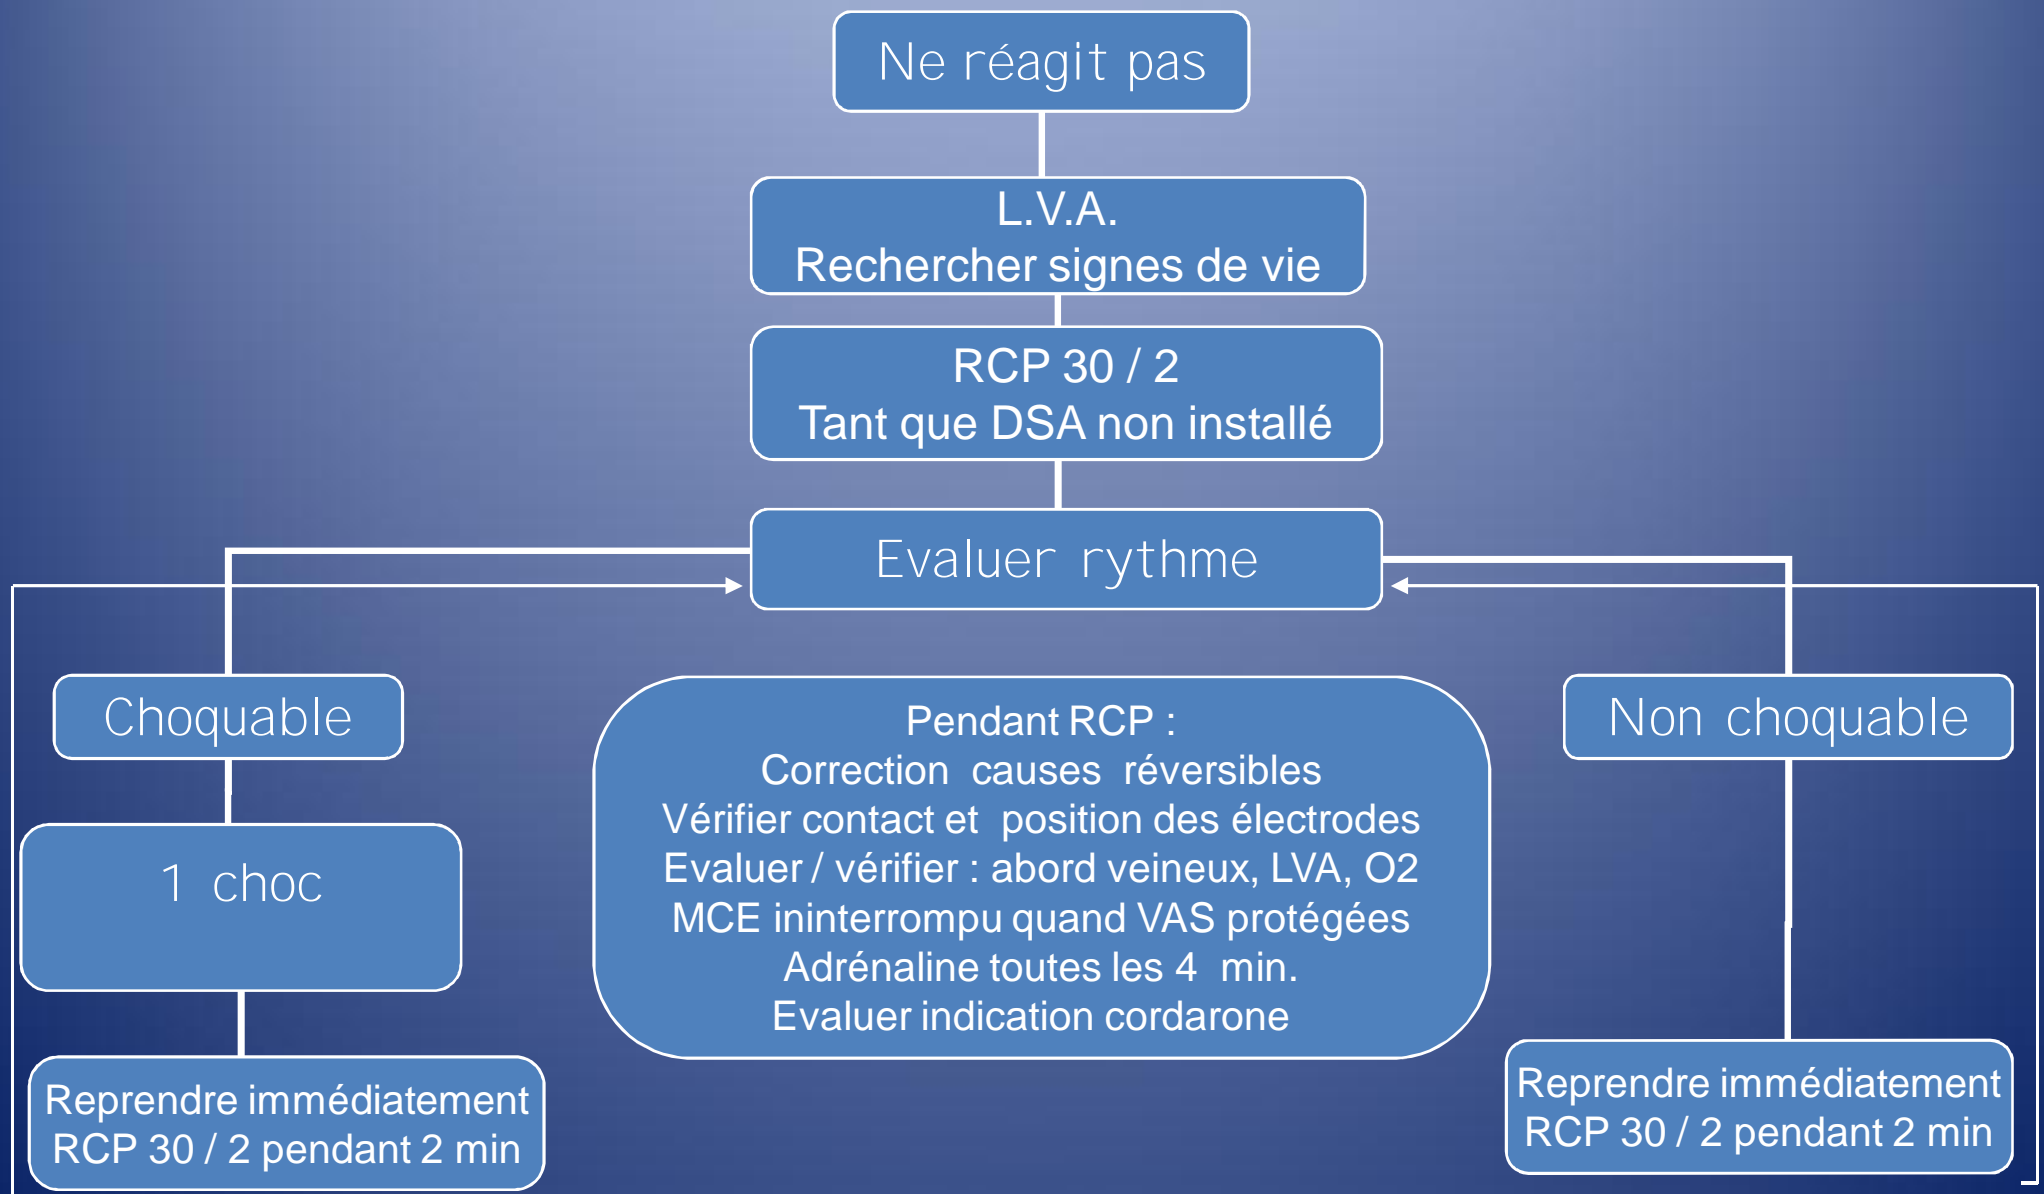 Ne réagit pas
L.V.A.
Rechercher signes de vie
RCP 30 / 2
Tant que DSA non installé
Evaluer rythme
Choquable
Non choquable
1 choc
Pendant RCP :
Correction causes réversibles
Vérifier contact et position des électrodes
Evaluer / vérifier : abord veineux, LVA, O2
MCE ininterrompu quand VAS protégées
Adrénaline toutes les 4 min.
Evaluer indication cordarone
Reprendre immédiatement
RCP 30 / 2 pendant 2 min
Reprendre immédiatement
RCP 30 / 2 pendant 2 min